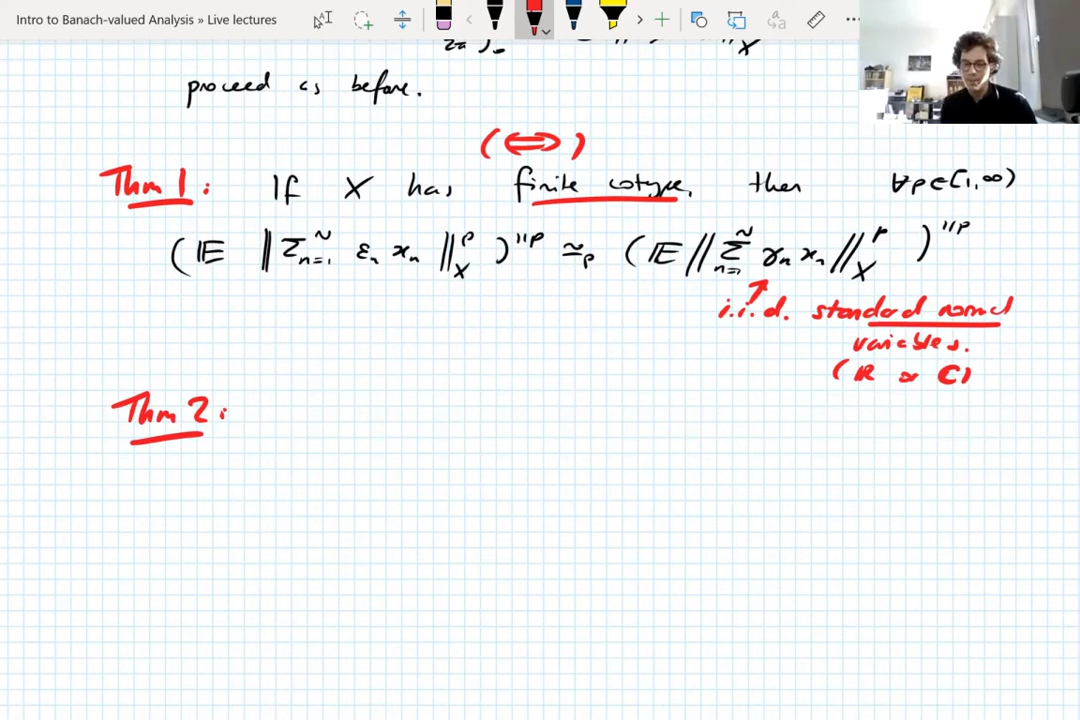 Intro to Banach-valued Analysis » Live lectures
proceed as before.
(⟺)
Thm 1: If X has finite cotype, then ∀p∈[1,∞)
(𝔼 ‖Σ_{n=1}^N ε_n x_n‖_X^p)^{1/p} ≃_p (𝔼‖Σ_{n=1}^N γ_n x_n‖_X^p)^{1/p}
i.i.d. standard normal
variables.
(ℝ or ℂ)
Thm 2: